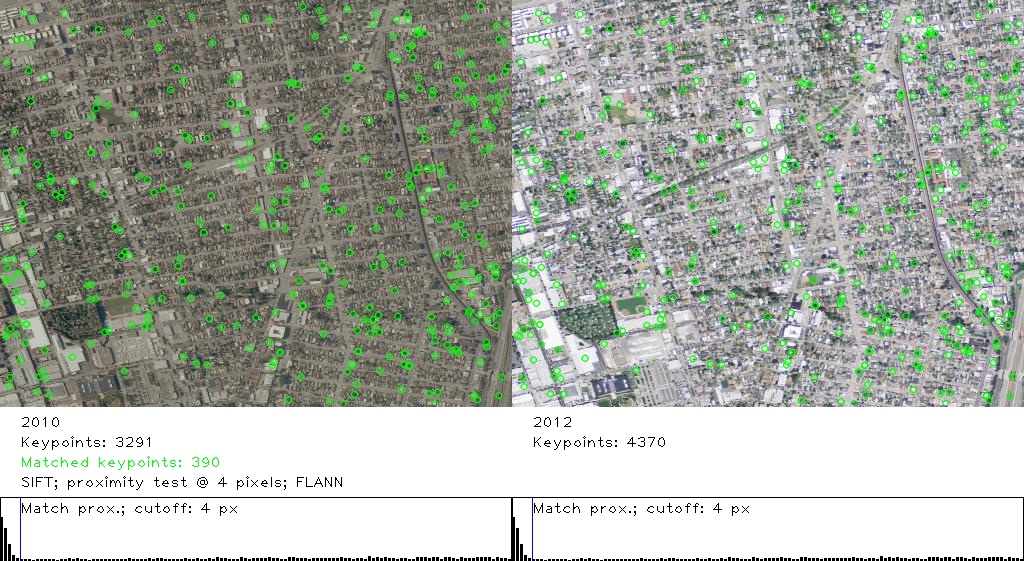 2010
Keypoints: 3291
Matched keypoints: 390
SIFT; proximity test @ 4 pixels; FLANN
Match prox.; cutoff: 4 px
2012
Keypoints: 4370
Match prox.; cutoff: 4 px